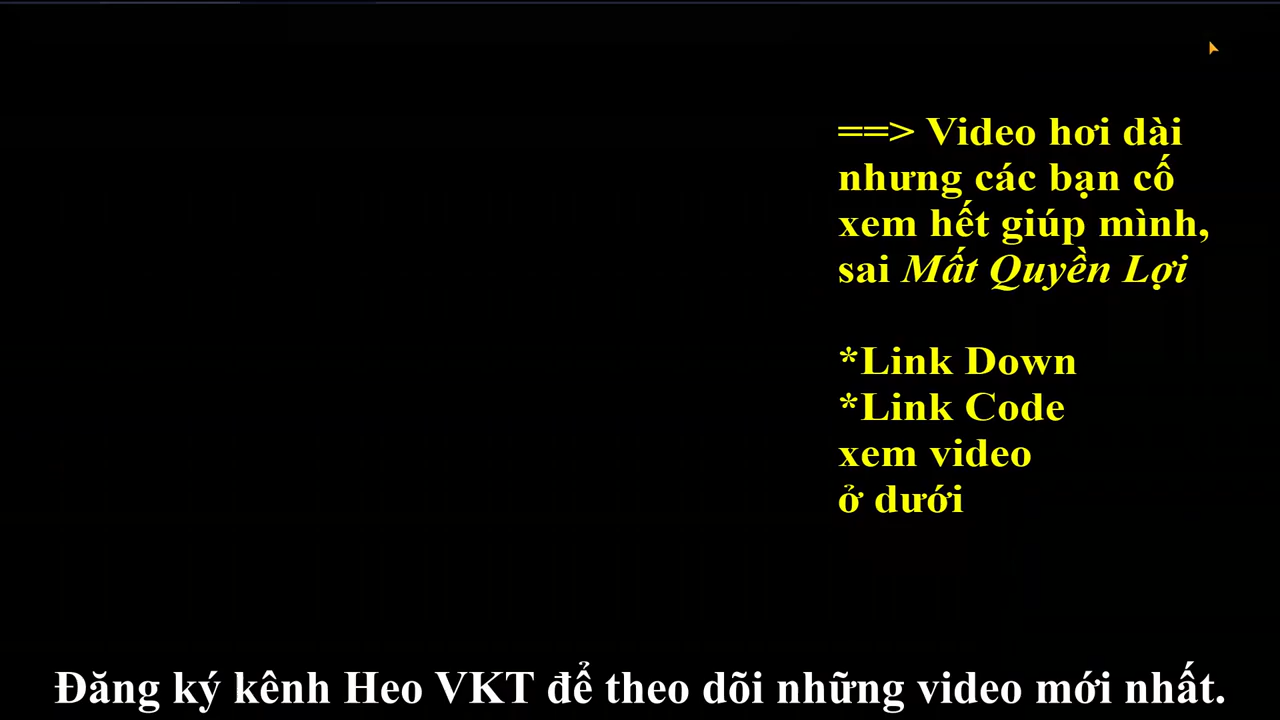 ==> Video hơi dài
nhưng các bạn cố
xem hết giúp mình,
sai Mất Quyền Lợi
*Link Down
*Link Code
xem video
ở dưới
Đăng ký kênh Heo VKT để theo dõi những video mới nhất.